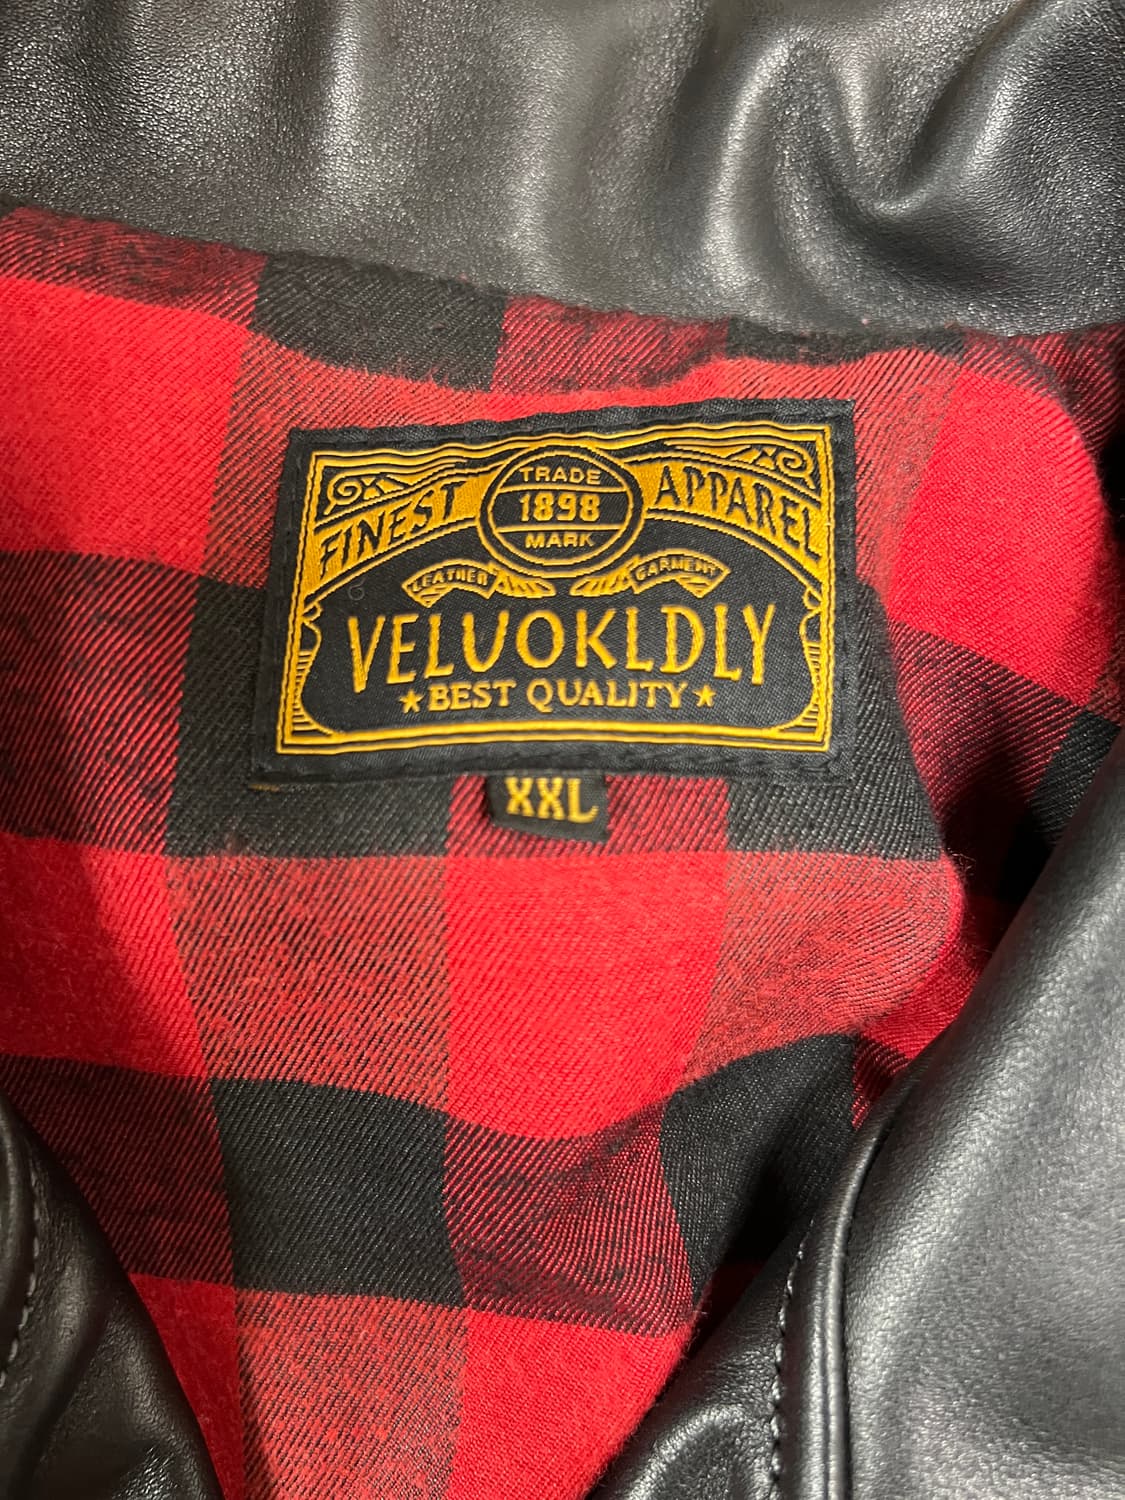 TRADE
1898
MARK
FINEST APPAREL
LEATHER GARMENT
VELUOKLDLY
★BEST QUALITY★
XXL